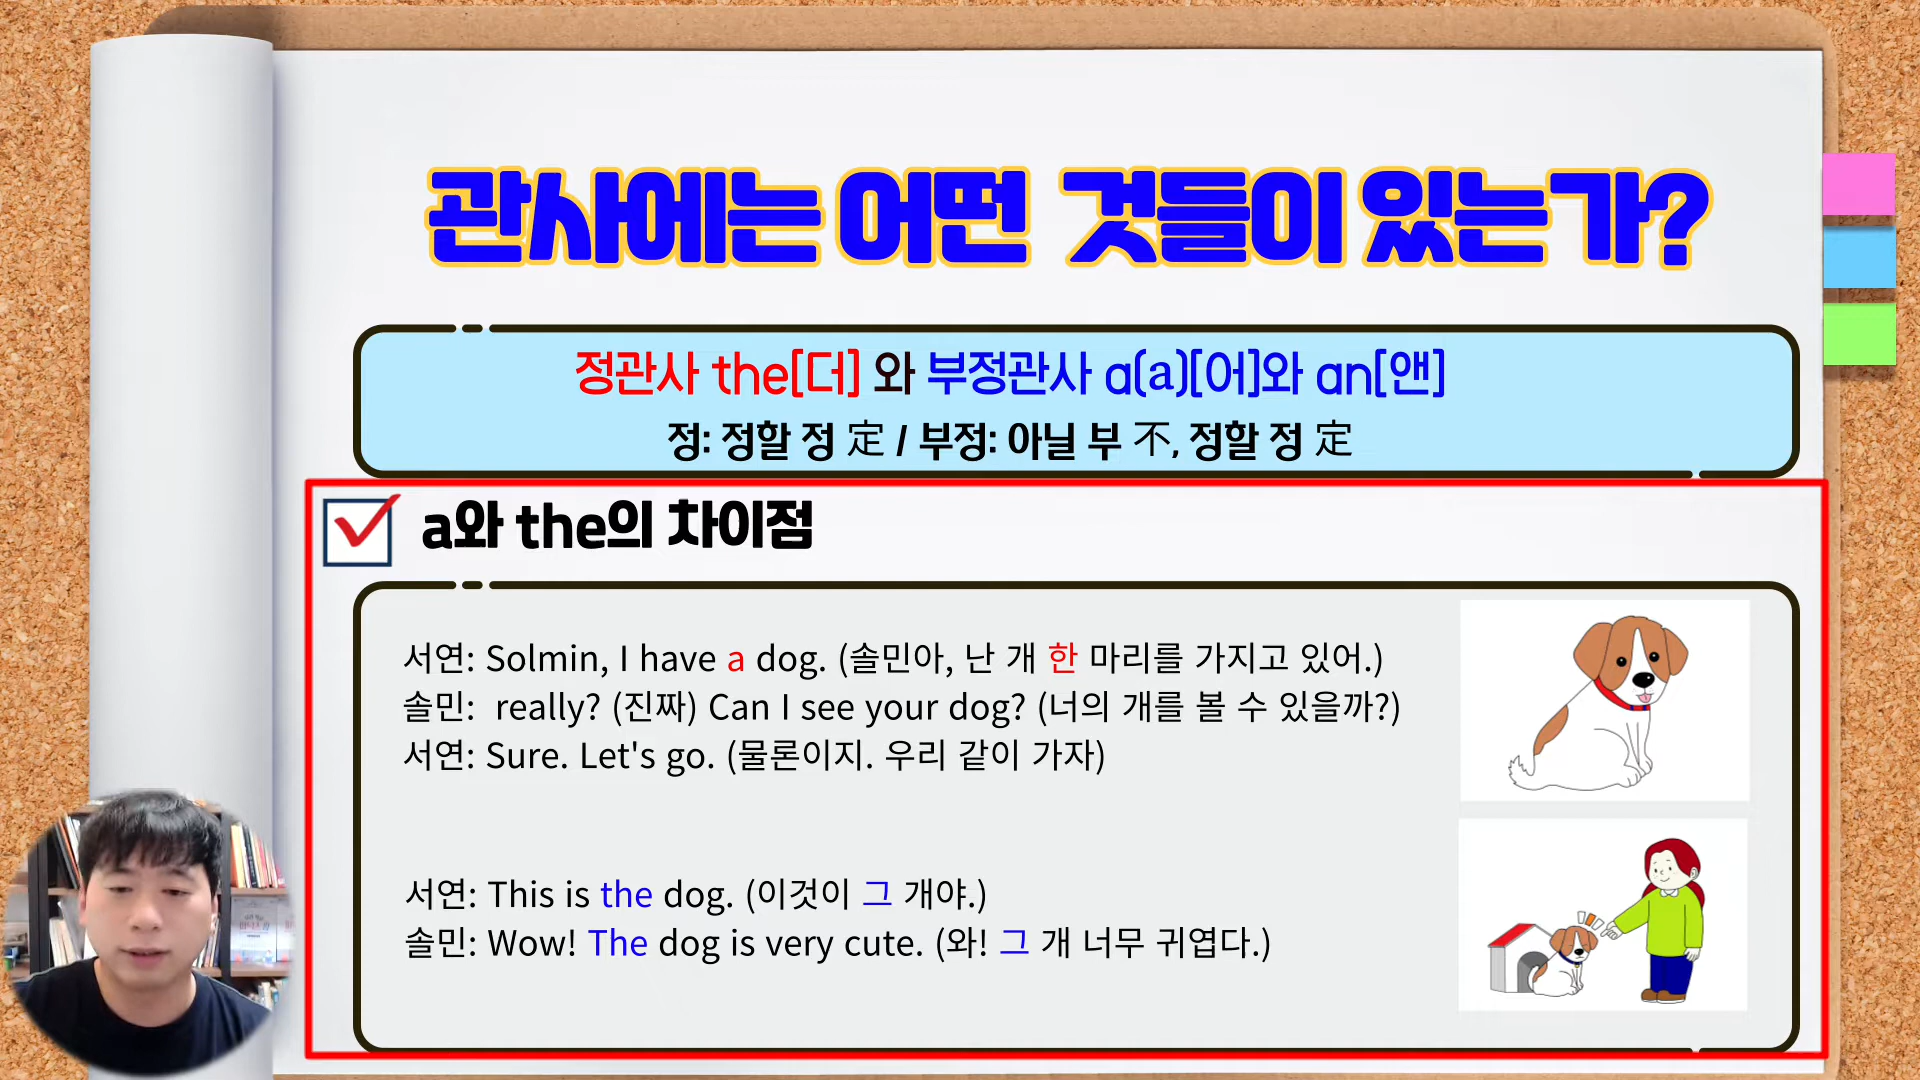 관사에는 어떤 것들이 있는가?
정관사 the[더] 와 부정관사 a(a)[어]와 an[앤]
정: 정할 정 定 / 부정: 아닐 부 不, 정할 정 定
a와 the의 차이점
서연: Solmin, I have a dog. (솔민아, 난 개 한 마리를 가지고 있어.)
솔민: really? (진짜) Can I see your dog? (너의 개를 볼 수 있을까?)
서연: Sure. Let's go. (물론이지. 우리 같이 가자)
서연: This is the dog. (이것이 그 개야.)
솔민: Wow! The dog is very cute. (와! 그 개 너무 귀엽다.)